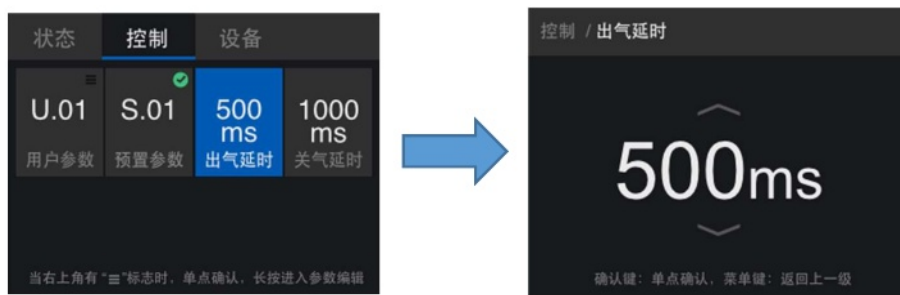 状态 控制 设备
U.01 S.01 500 1000
ms ms
用户参数 预置参数 出气延时 关气延时
当右上角有“≡”标志时，单点确认，长按进入参数编辑
控制 / 出气延时
500ms
确认键：单点确认，菜单键：返回上一级